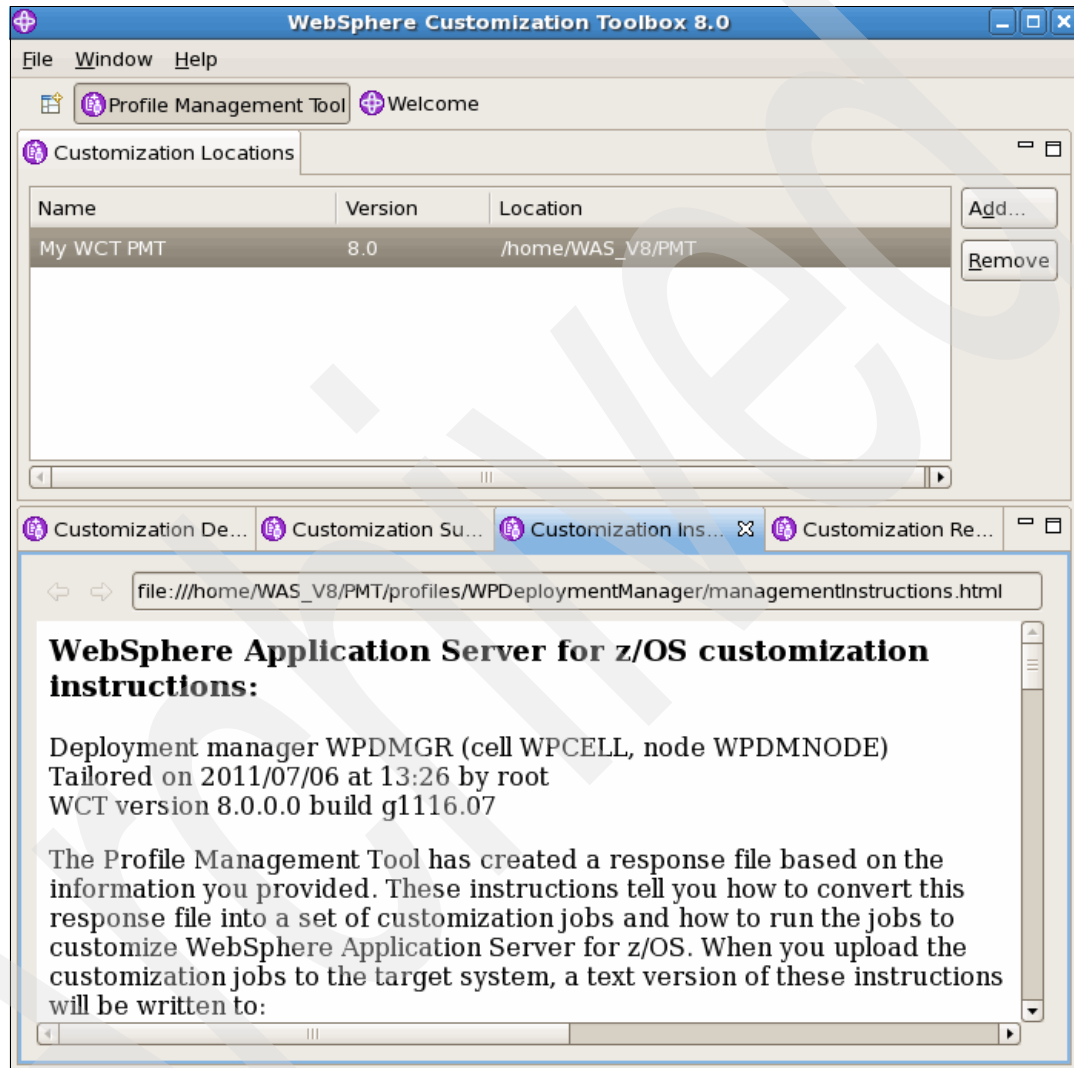 WebSphere Customization Toolbox 8.0
File Window Help
Profile Management Tool Welcome
Customization Locations
Name Version Location
Add...
My WCT PMT 8.0 /home/WAS_V8/PMT
Remove
Customization De... Customization Su... Customization Ins... Customization Re...
file:///home/WAS_V8/PMT/profiles/WPDeploymentManager/managementInstructions.html
WebSphere Application Server for z/OS customization
instructions:
Deployment manager WPDMGR (cell WPCELL, node WPDMNODE)
Tailored on 2011/07/06 at 13:26 by root
WCT version 8.0.0.0 build g1116.07
The Profile Management Tool has created a response file based on the
information you provided. These instructions tell you how to convert this
response file into a set of customization jobs and how to run the jobs to
customize WebSphere Application Server for z/OS. When you upload the
customization jobs to the target system, a text version of these instructions
will be written to: